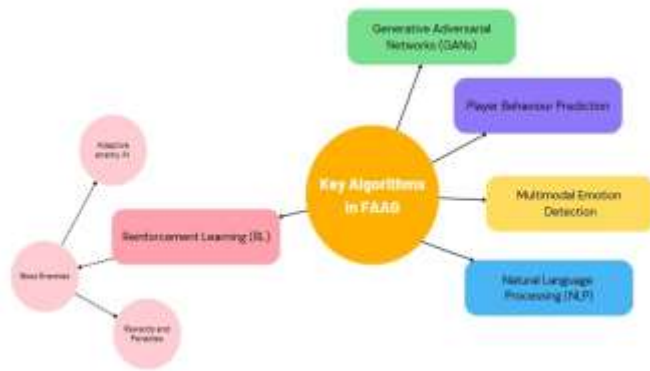 Generative Adversarial
Networks (GANs)
Player Behaviour Prediction
Key Algorithms
in FAAG
Multimodal Emotion
Detection
Natural Language
Processing (NLP)
Reinforcement Learning (RL)
Adaptive
enemy AI
Boss Enemies
Rewards and
Penalties